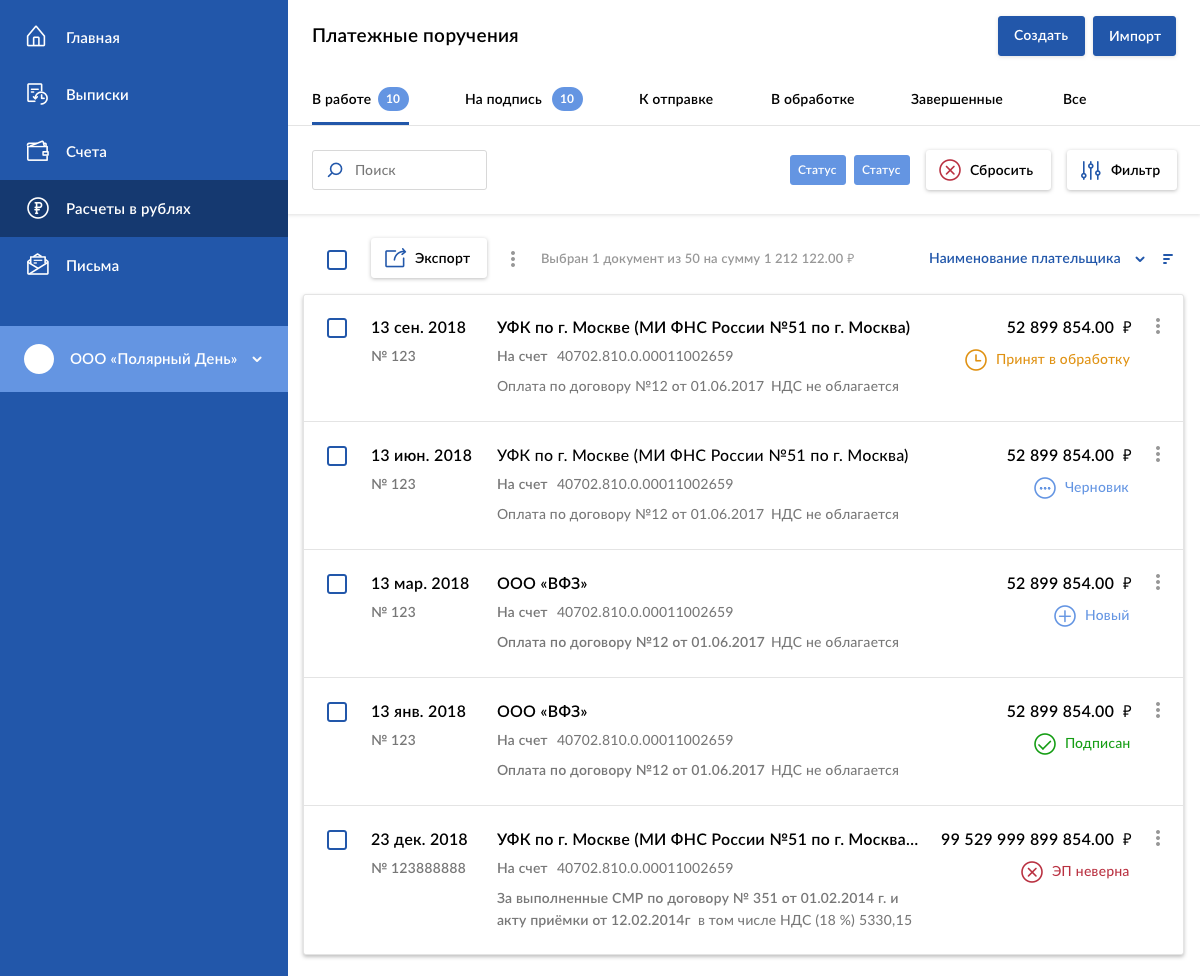 Главная
Выписки
Счета
Расчеты в рублях
Письма
ООО «Полярный День»
Платежные поручения
Создать
Импорт
В работе 10
На подпись 10
К отправке
В обработке
Завершенные
Все
Поиск
Статус
Статус
Сбросить
Фильтр
Экспорт
Выбран 1 документ из 50 на сумму 1 212 122.00 ₽
Наименование плательщика
13 сен. 2018 УФК по г. Москве (МИ ФНС России №51 по г. Москва) 52 899 854.00 ₽
№ 123 На счет 40702.810.0.00011002659 Принят в обработку
Оплата по договору №12 от 01.06.2017 НДС не облагается
13 июн. 2018 УФК по г. Москве (МИ ФНС России №51 по г. Москва) 52 899 854.00 ₽
№ 123 На счет 40702.810.0.00011002659 Черновик
Оплата по договору №12 от 01.06.2017 НДС не облагается
13 мар. 2018 ООО «ВФЗ» 52 899 854.00 ₽
№ 123 На счет 40702.810.0.00011002659 Новый
Оплата по договору №12 от 01.06.2017 НДС не облагается
13 янв. 2018 ООО «ВФЗ» 52 899 854.00 ₽
№ 123 На счет 40702.810.0.00011002659 Подписан
Оплата по договору №12 от 01.06.2017 НДС не облагается
23 дек. 2018 УФК по г. Москве (МИ ФНС России №51 по г. Москва... 99 529 999 899 854.00 ₽
№ 123888888 На счет 40702.810.0.00011002659 ЭП неверна
За выполненные СМР по договору № 351 от 01.02.2014 г. и
акту приёмки от 12.02.2014г в том числе НДС (18 %) 5330,15